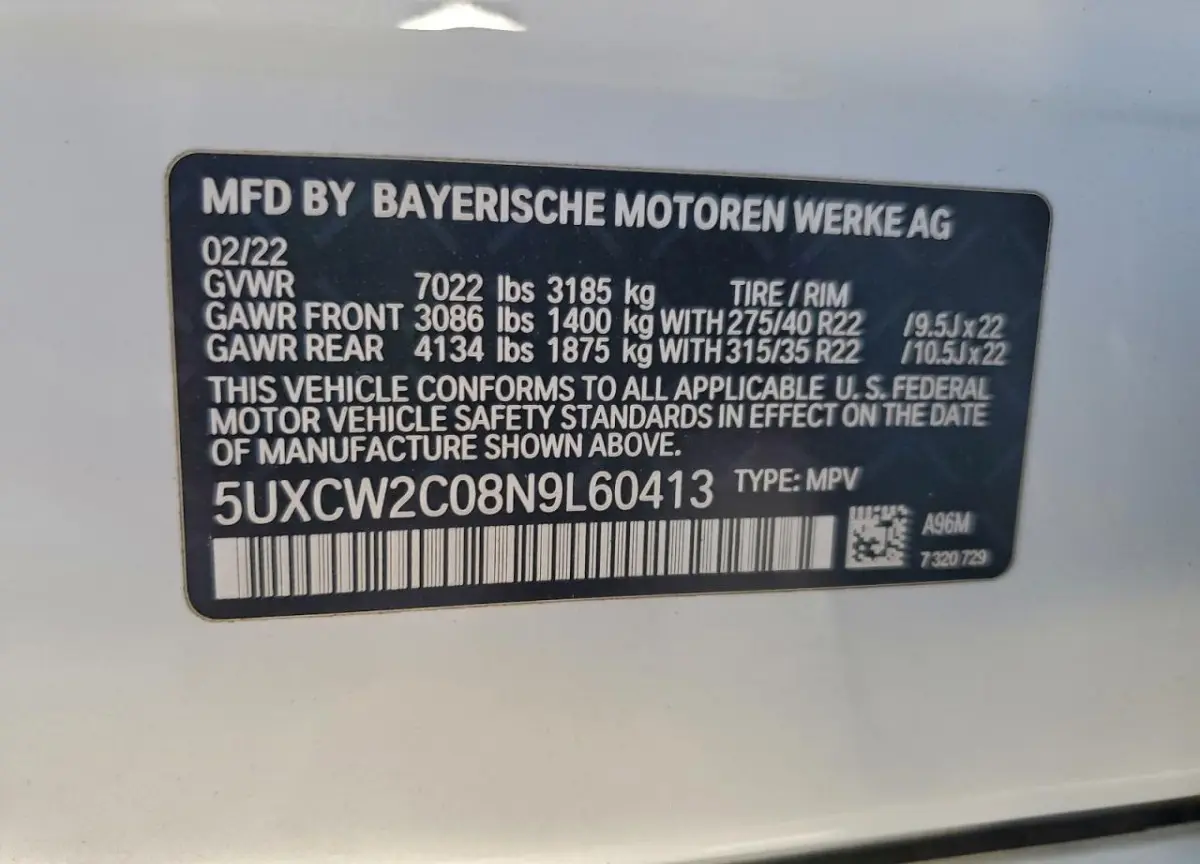 MFD BY BAYERISCHE MOTOREN WERKE AG
02/22
GVWR 7022 lbs 3185 kg TIRE / RIM
GAWR FRONT 3086 lbs 1400 kg WITH 275/40 R22 /9.5J x 22
GAWR REAR 4134 lbs 1875 kg WITH 315/35 R22 /10.5J x 22
THIS VEHICLE CONFORMS TO ALL APPLICABLE U. S. FEDERAL
MOTOR VEHICLE SAFETY STANDARDS IN EFFECT ON THE DATE
OF MANUFACTURE SHOWN ABOVE.
5UXCW2C08N9L60413 TYPE: MPV
A96M
7 320 729